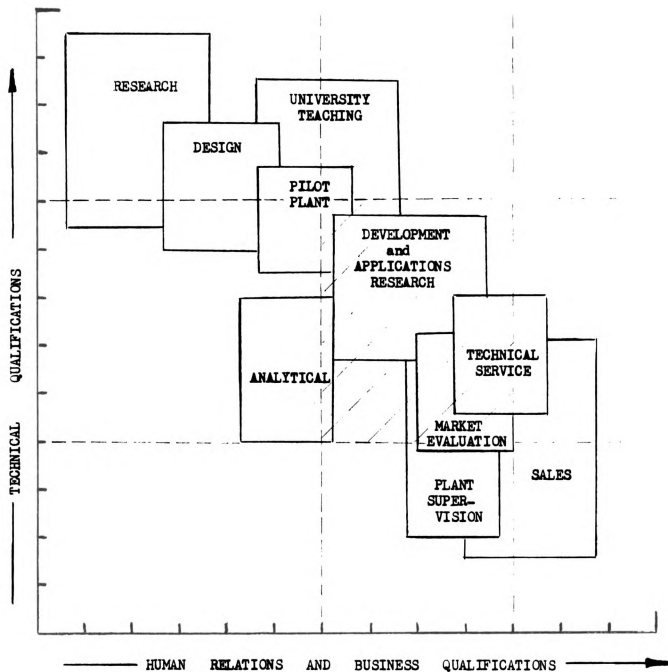 RESEARCH
UNIVERSITY
TEACHING
DESIGN
PILOT
PLANT
DEVELOPMENT
and
APPLICATIONS
RESEARCH
ANALYTICAL
TECHNICAL
SERVICE
MARKET
EVALUATION
SALES
PLANT
SUPER-
VISION
TECHNICAL QUALIFICATIONS
HUMAN RELATIONS AND BUSINESS QUALIFICATIONS